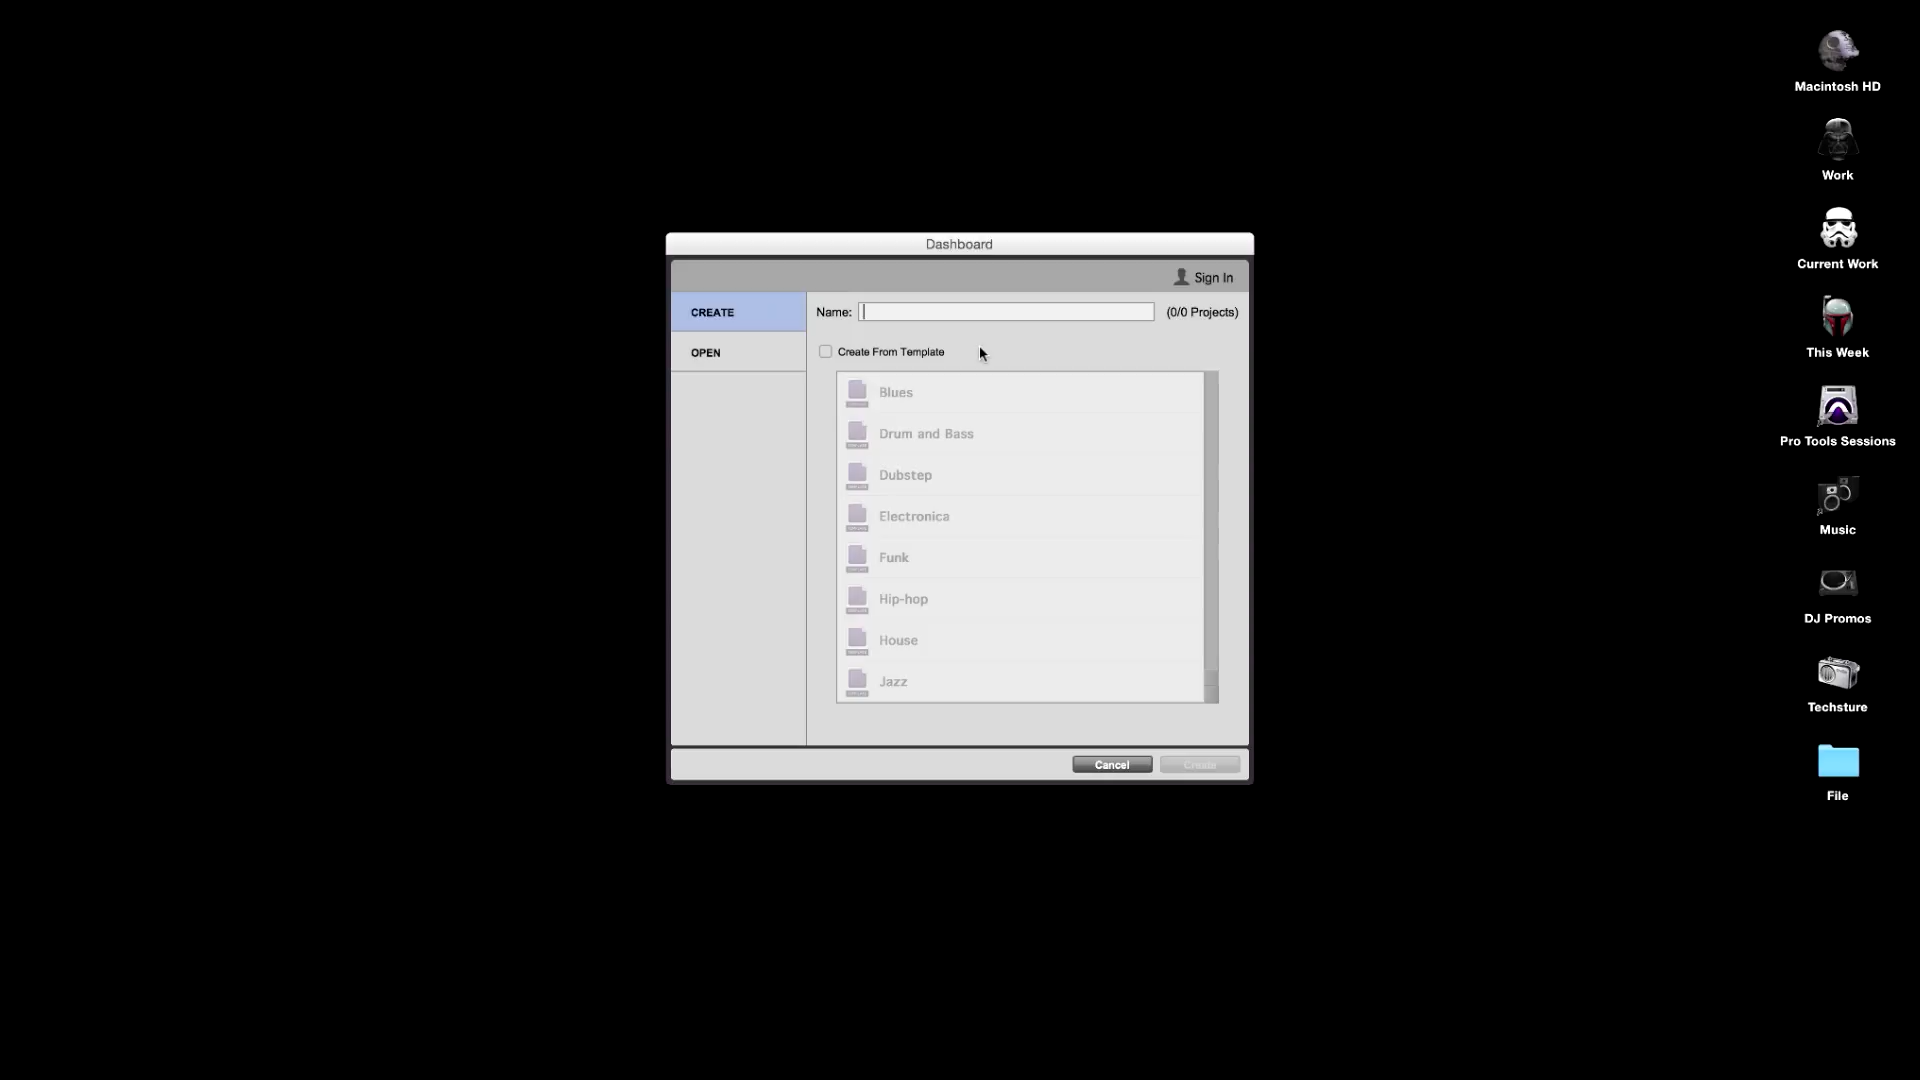 Dashboard
Sign In
CREATE
OPEN
Name:
(0/0 Projects)
Create From Template
Blues
Drum and Bass
Dubstep
Electronica
Funk
Hip-hop
House
Jazz
Cancel
Create
Macintosh HD
Work
Current Work
This Week
Pro Tools Sessions
Music
DJ Promos
Techsture
File